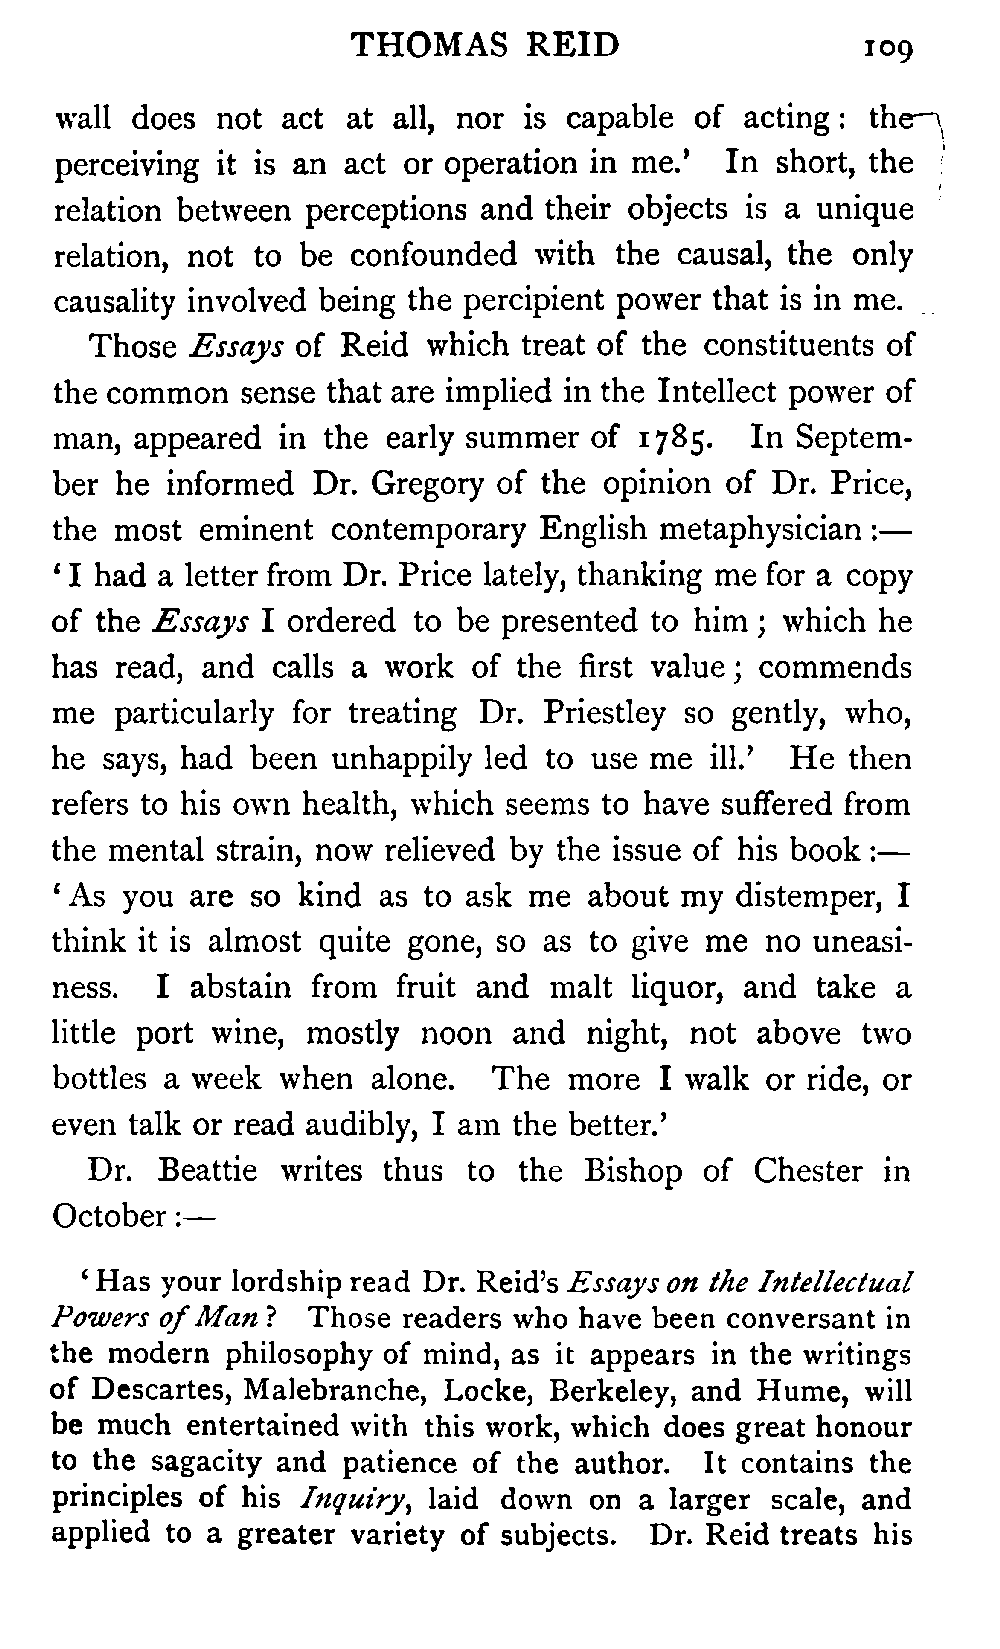 THOMAS REID 109
wall does not act at all, nor is capable of acting: the
perceiving it is an act or operation in me.' In short, the
relation between perceptions and their objects is a unique
relation, not to be confounded with the causal, the only
causality involved being the percipient power that is in me.
Those Essays of Reid which treat of the constituents of
the common sense that are implied in the Intellect power of
man, appeared in the early summer of 1785. In Septem-
ber he informed Dr. Gregory of the opinion of Dr. Price,
the most eminent contemporary English metaphysician :—
' I had a letter from Dr. Price lately, thanking me for a copy
of the Essays I ordered to be presented to him ; which he
has read, and calls a work of the first value ; commends
me particularly for treating Dr. Priestley so gently, who,
he says, had been unhappily led to use me ill.' He then
refers to his own health, which seems to have suffered from
the mental strain, now relieved by the issue of his book :—
' As you are so kind as to ask me about my distemper, I
think it is almost quite gone, so as to give me no uneasi-
ness. I abstain from fruit and malt liquor, and take a
little port wine, mostly noon and night, not above two
bottles a week when alone. The more I walk or ride, or
even talk or read audibly, I am the better.'
Dr. Beattie writes thus to the Bishop of Chester in
October :—
' Has your lordship read Dr. Reid's Essays on the Intellectual
Powers of Man ? Those readers who have been conversant in
the modern philosophy of mind, as it appears in the writings
of Descartes, Malebranche, Locke, Berkeley, and Hume, will
be much entertained with this work, which does great honour
to the sagacity and patience of the author. It contains the
principles of his Inquiry, laid down on a larger scale, and
applied to a greater variety of subjects. Dr. Reid treats his